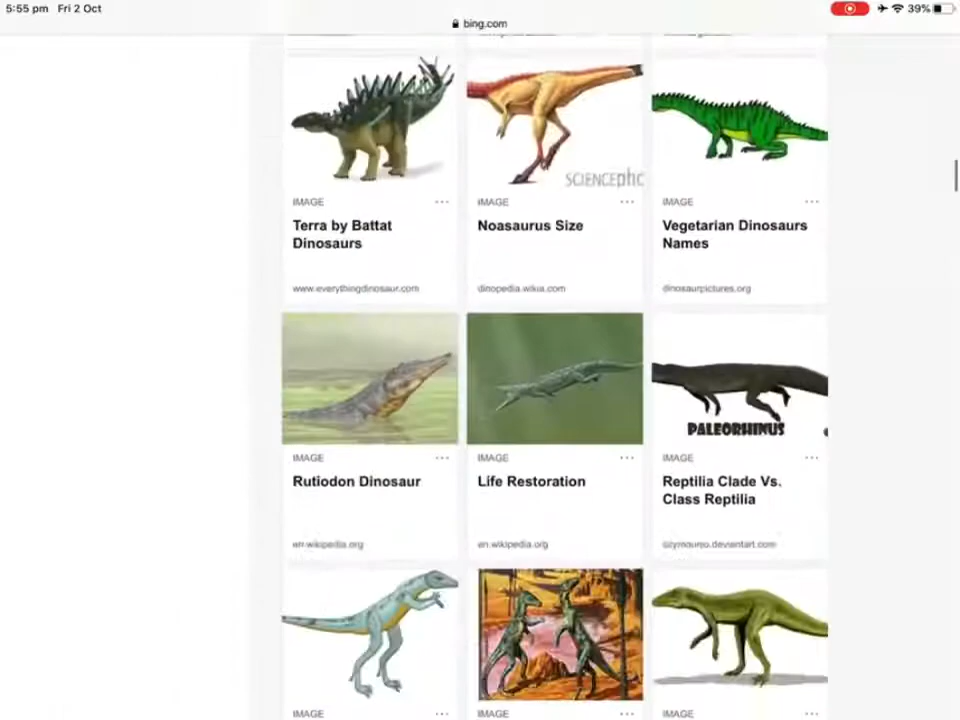 5:55 pm Fri 2 Oct
39%
bing.com
SCIENCEphc
IMAGE ...
IMAGE ...
IMAGE ...
Terra by Battat
Dinosaurs
Noasaurus Size
Vegetarian Dinosaurs
Names
www.everythingdinosaur.com
dinopedia.wikia.com
dinosaurpictures.org
PALEORHINUS
IMAGE ...
IMAGE ...
IMAGE ...
Rutiodon Dinosaur
Life Restoration
Reptilia Clade Vs.
Class Reptilia
en.wikipedia.org
en.wikipedia.org
IMAGE ...
IMAGE ...
IMAGE ...